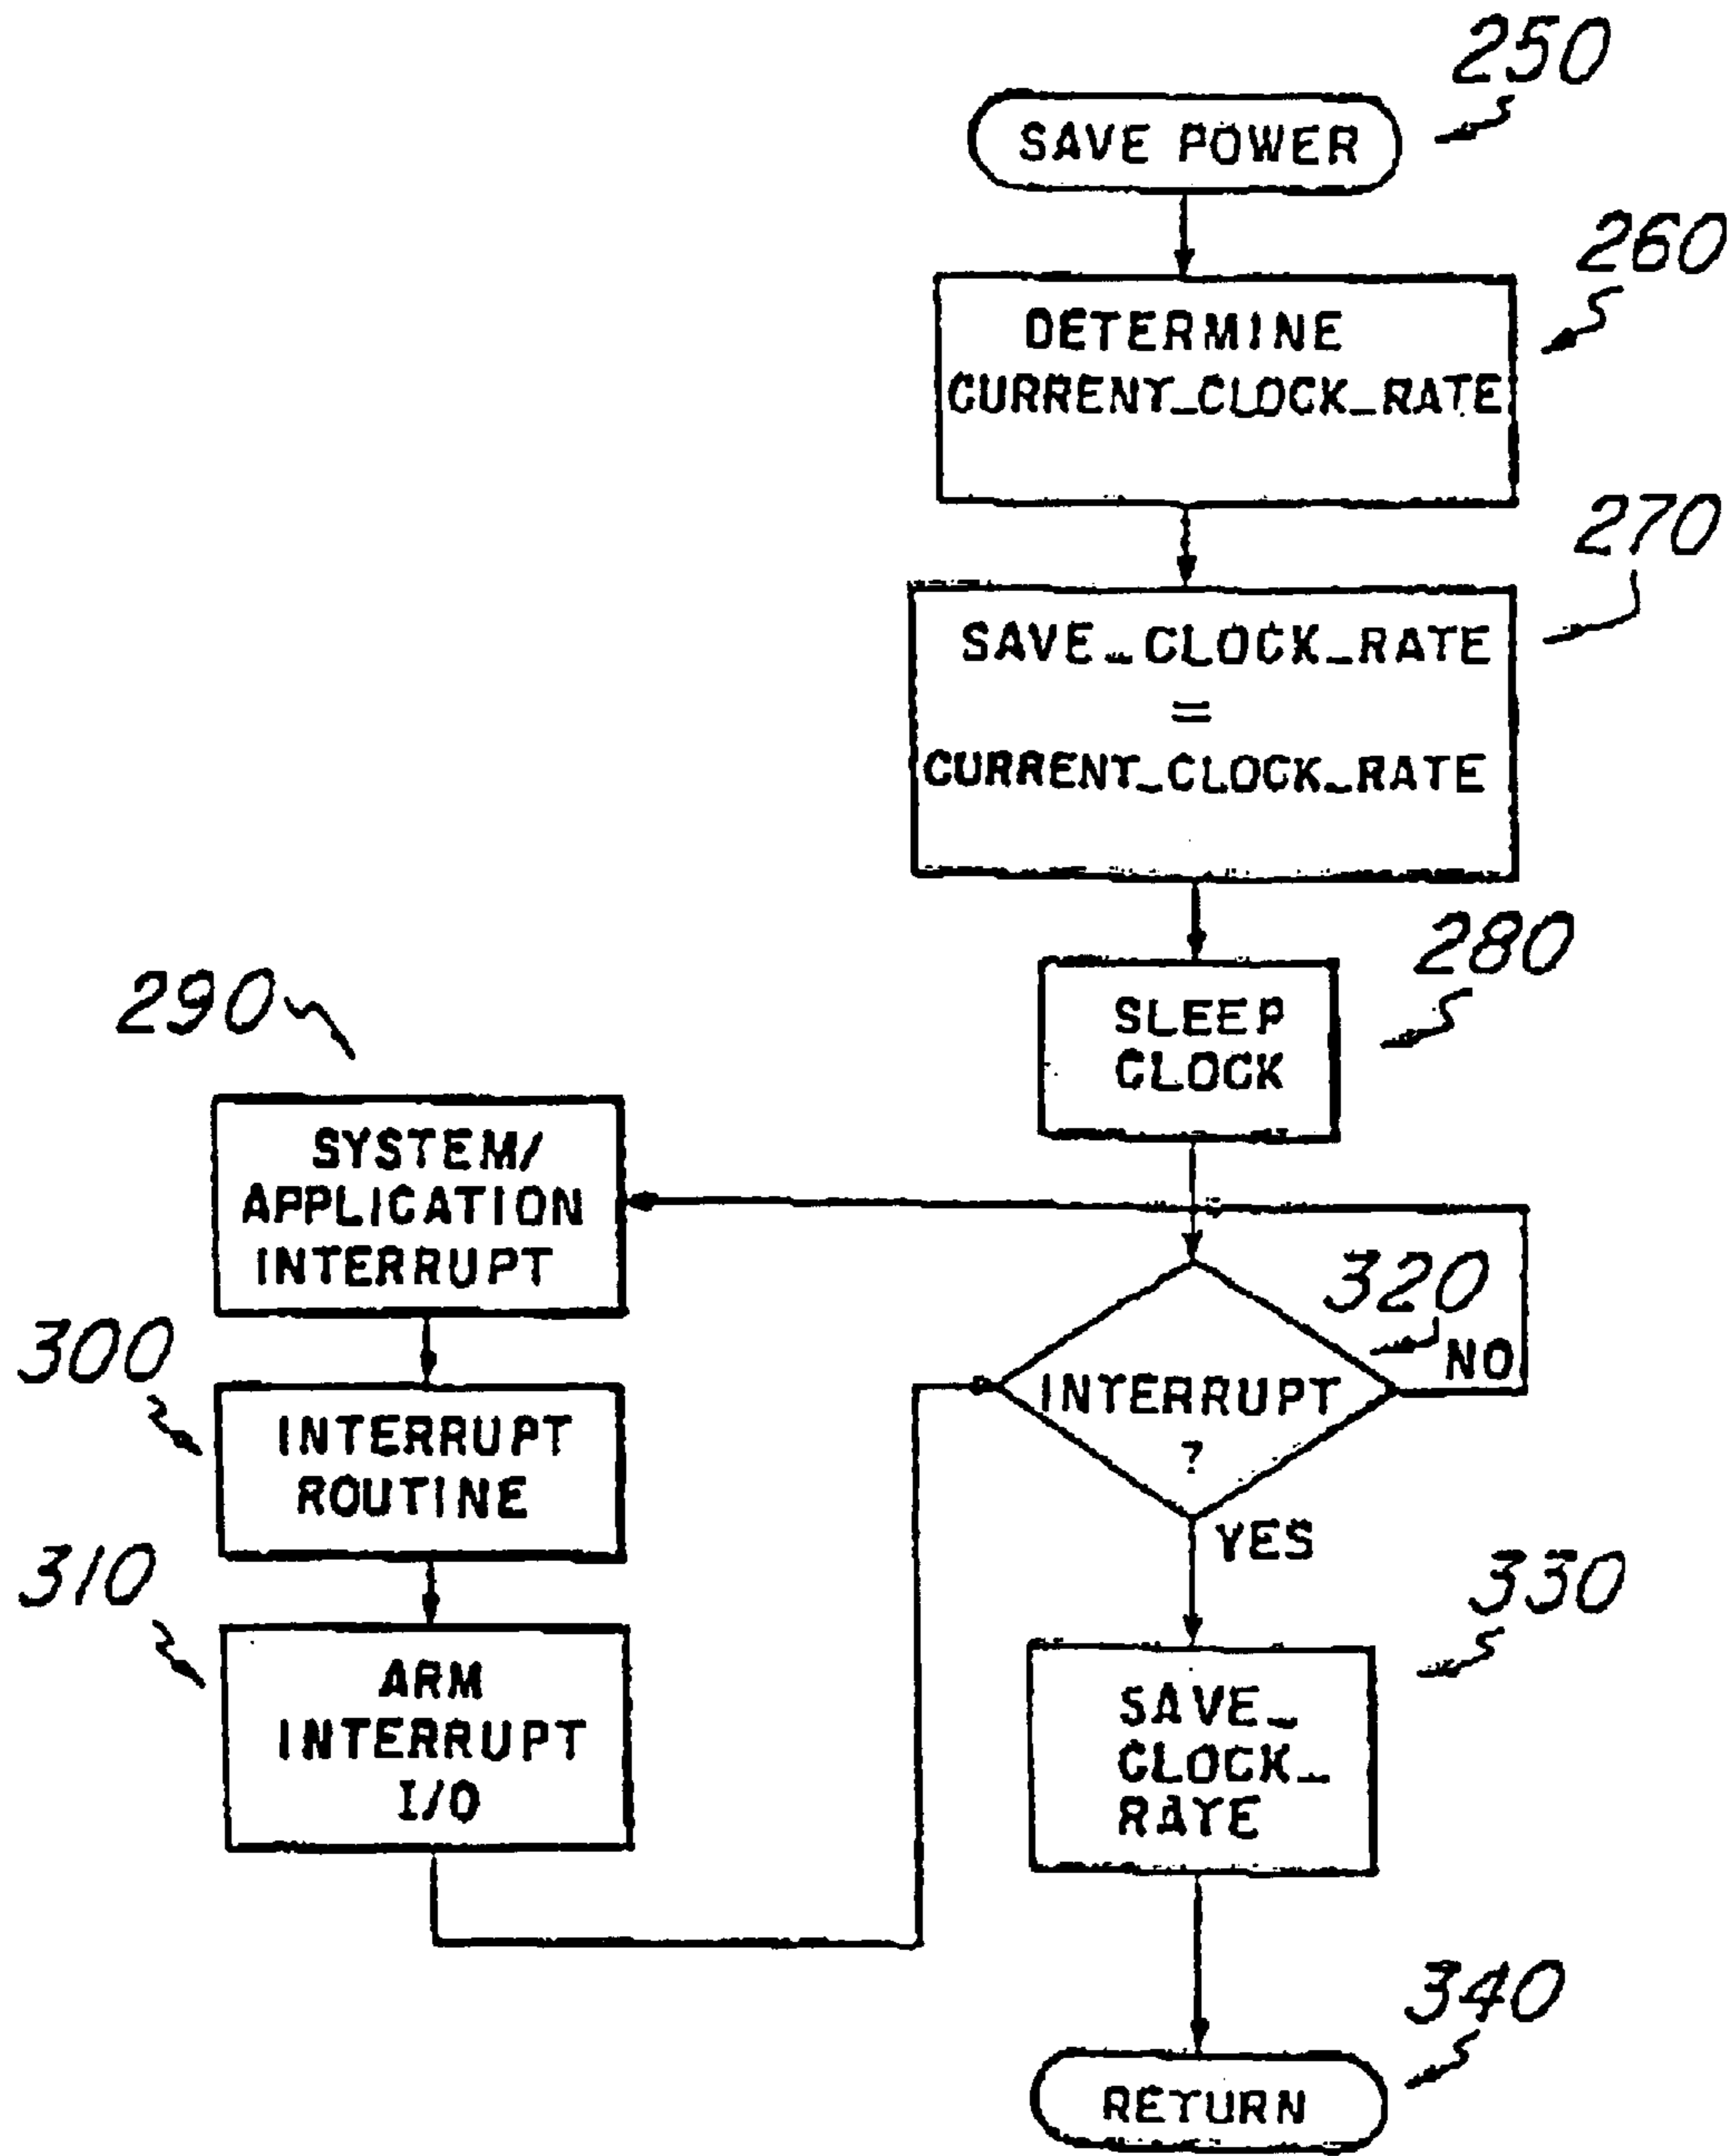 250
SAVE POWER
260
DETERMINE
CURRENT_CLOCK_RATE
270
SAVE_CLOCK_RATE
=
CURRENT_CLOCK_RATE
280
SLEEP
CLOCK
290
SYSTEM/
APPLICATION
INTERRUPT
300
INTERRUPT
ROUTINE
310
ARM
INTERRUPT
I/O
320
NO
INTERRUPT
?
YES
330
SAVE_
CLOCK_
RATE
340
RETURN